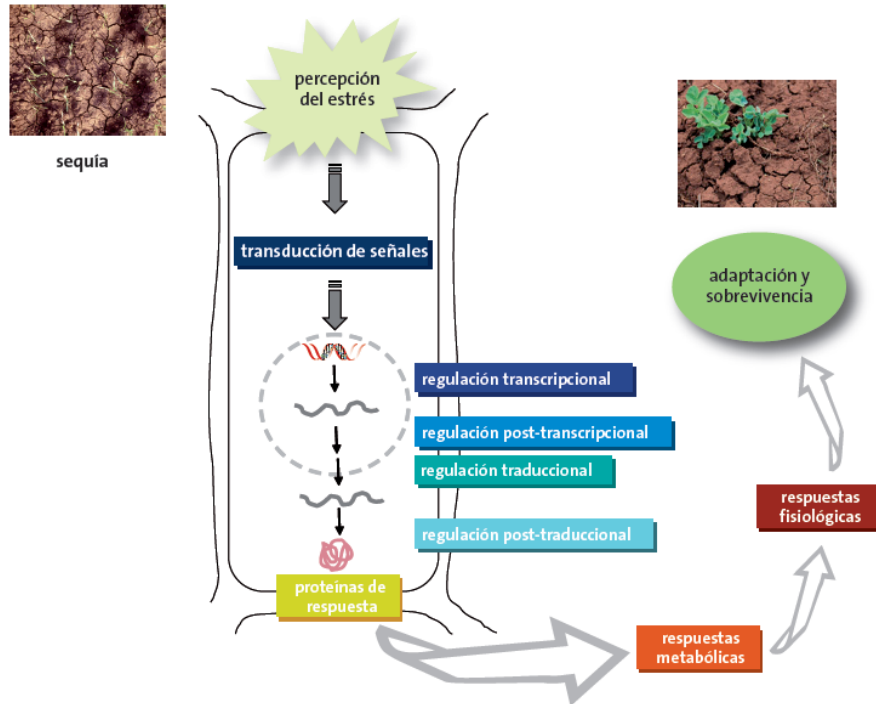 sequía
percepción
del estrés
transducción de señales
regulación transcripcional
regulación post-transcripcional
regulación traduccional
regulación post-traduccional
proteínas de
respuesta
respuestas
metabólicas
respuestas
fisiológicas
adaptación y
sobrevivencia